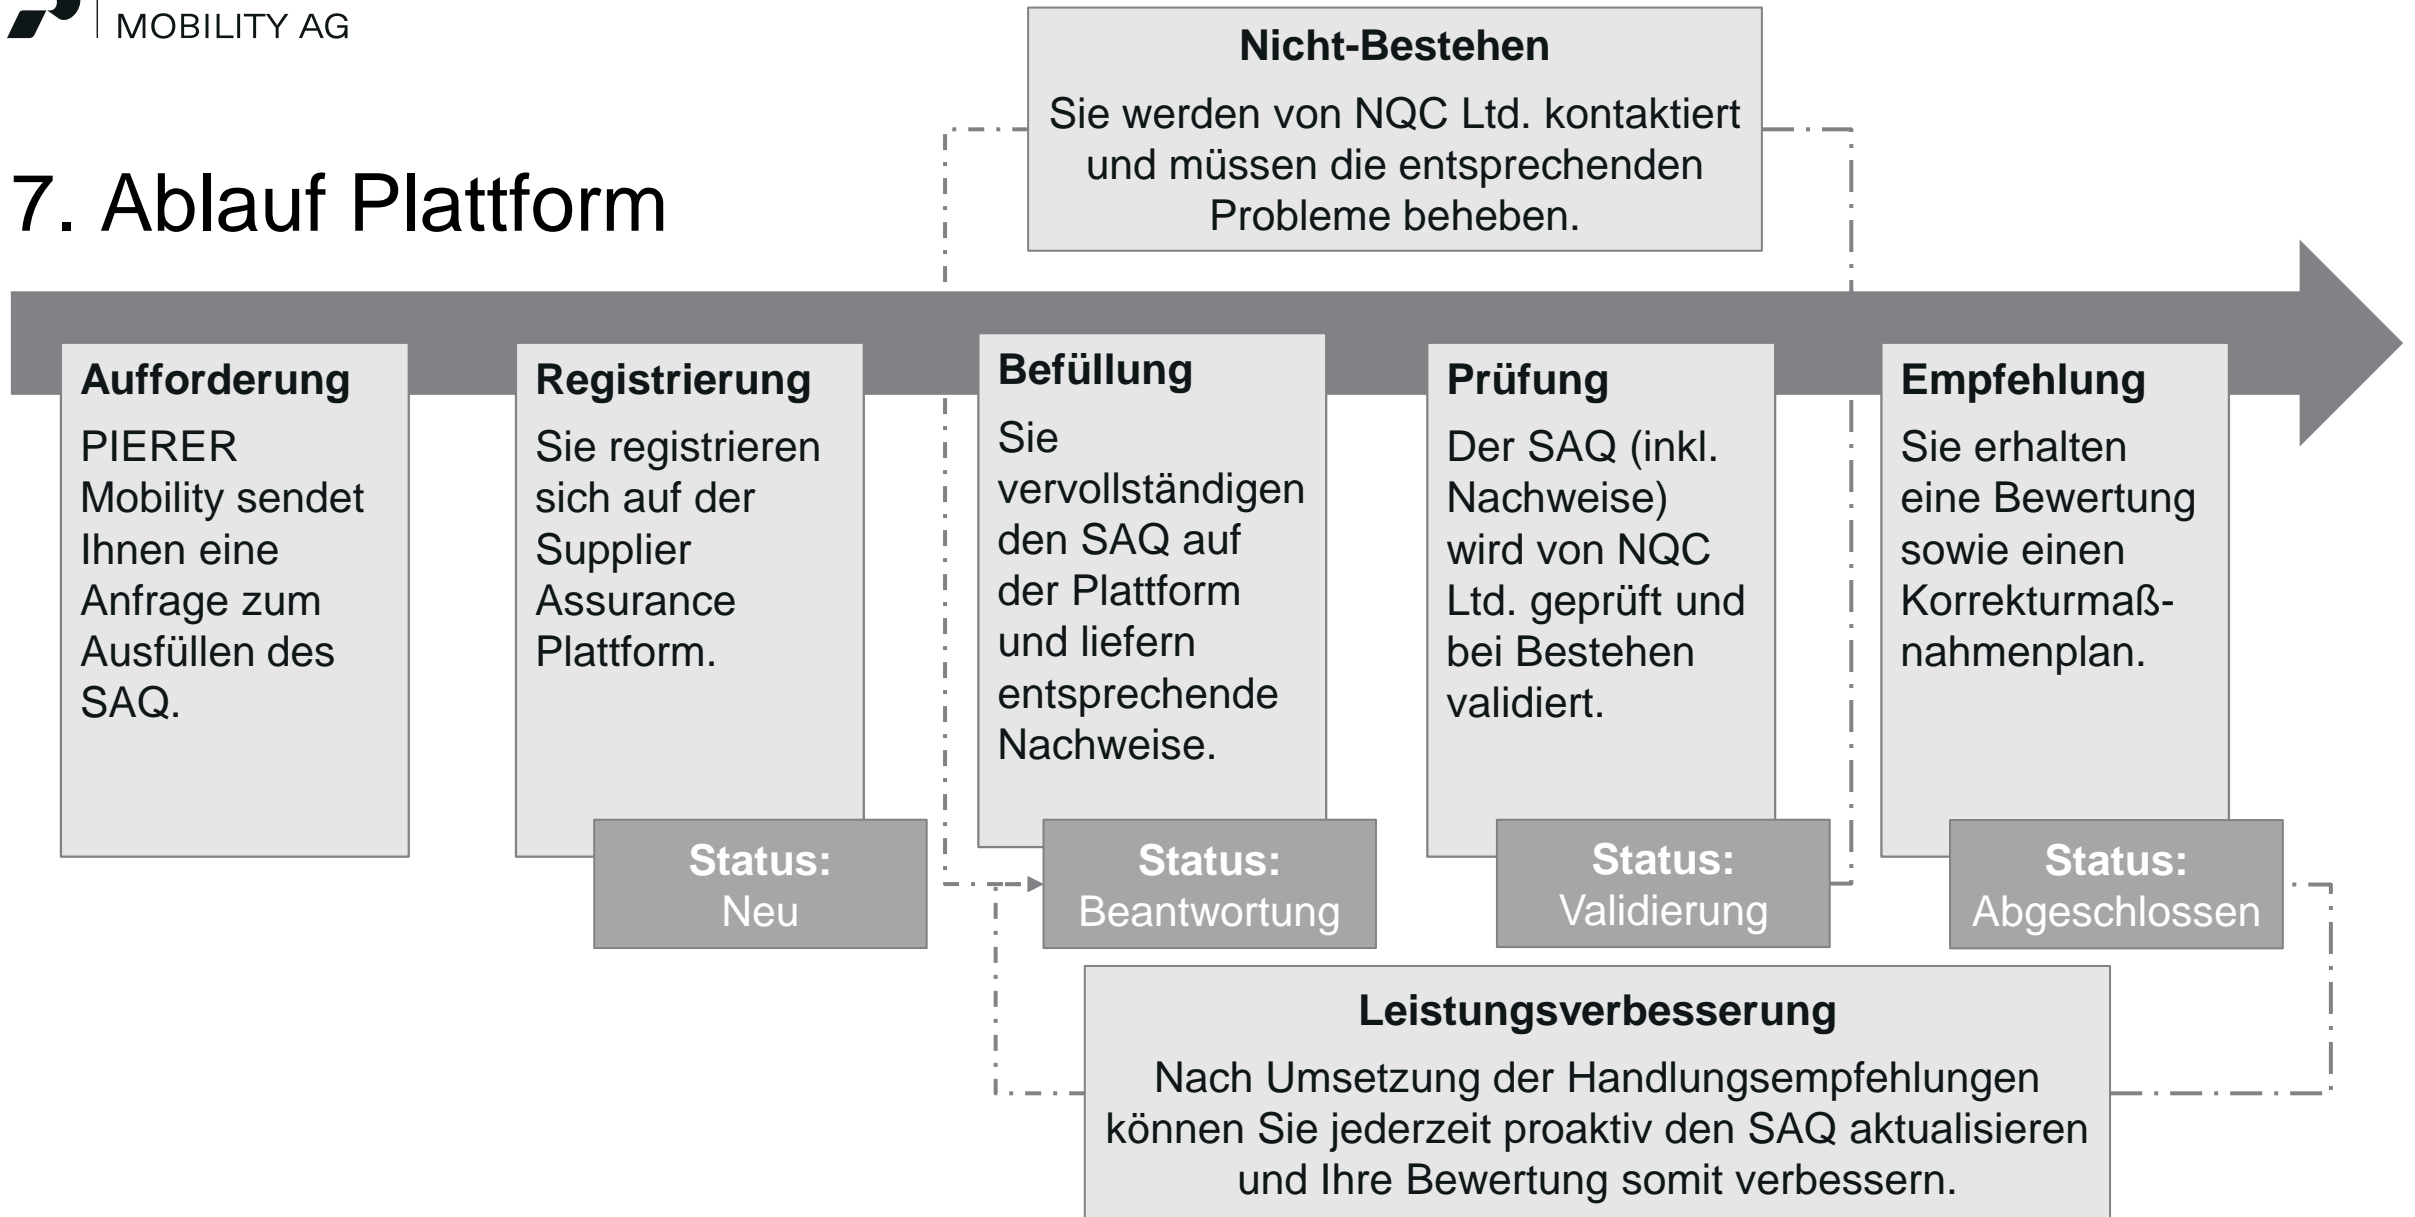 MOBILITY AG
7. Ablauf Plattform
Nicht-Bestehen
Sie werden von NQC Ltd. kontaktiert
und müssen die entsprechenden
Probleme beheben.
Aufforderung
PIERER
Mobility sendet
Ihnen eine
Anfrage zum
Ausfüllen des
SAQ.
Registrierung
Sie registrieren
sich auf der
Supplier
Assurance
Plattform.
Status:
Neu
Befüllung
Sie
vervollständigen
den SAQ auf
der Plattform
und liefern
entsprechende
Nachweise.
Status:
Beantwortung
Prüfung
Der SAQ (inkl.
Nachweise)
wird von NQC
Ltd. geprüft und
bei Bestehen
validiert.
Status:
Validierung
Empfehlung
Sie erhalten
eine Bewertung
sowie einen
Korrekturmaß-
nahmenplan.
Status:
Abgeschlossen
Leistungsverbesserung
Nach Umsetzung der Handlungsempfehlungen
können Sie jederzeit proaktiv den SAQ aktualisieren
und Ihre Bewertung somit verbessern.